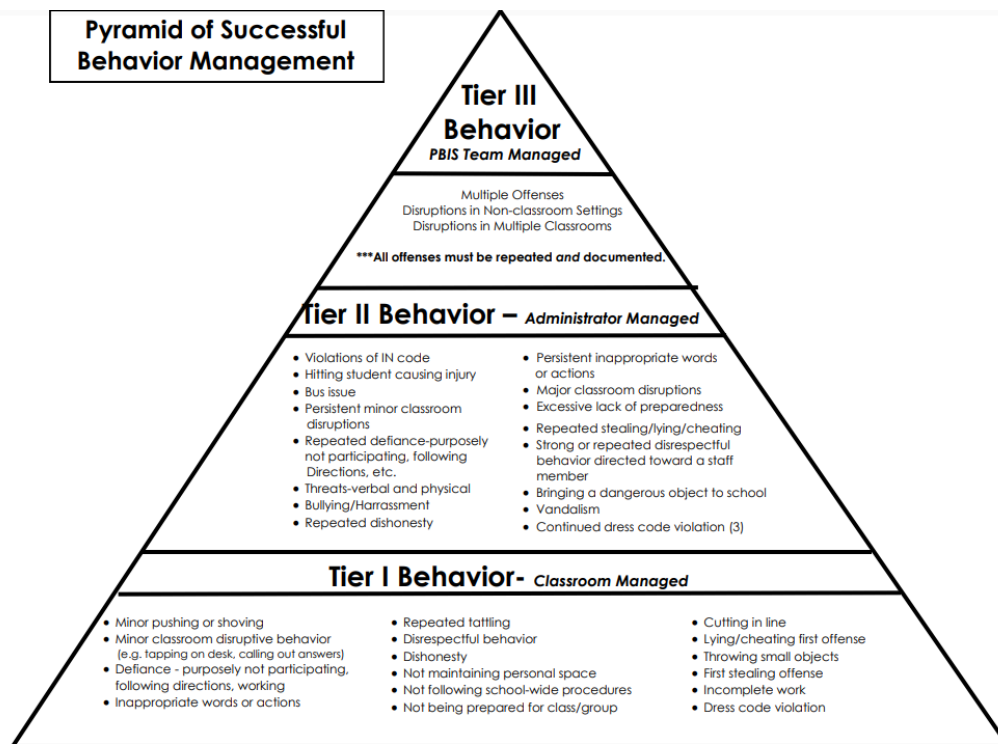 Pyramid of Successful
Behavior Management
Tier III
Behavior
PBIS Team Managed
Multiple Offenses
Disruptions in Non-classroom Settings
Disruptions in Multiple Classrooms
***All offenses must be repeated and documented.
Tier II Behavior – Administrator Managed
• Violations of IN code
• Hitting student causing injury
• Bus issue
• Persistent minor classroom
disruptions
• Repeated defiance-purposely
not participating, following
Directions, etc.
• Threats-verbal and physical
• Bullying/Harrassment
• Repeated dishonesty
• Persistent inappropriate words
or actions
• Major classroom disruptions
• Excessive lack of preparedness
• Repeated stealing/lying/cheating
• Strong or repeated disrespectful
behavior directed toward a staff
member
• Bringing a dangerous object to school
• Vandalism
• Continued dress code violation (3)
Tier I Behavior- Classroom Managed
• Minor pushing or shoving
• Minor classroom disruptive behavior
(e.g. tapping on desk, calling out answers)
• Defiance - purposely not participating,
following directions, working
• Inappropriate words or actions
• Repeated tattling
• Disrespectful behavior
• Dishonesty
• Not maintaining personal space
• Not following school-wide procedures
• Not being prepared for class/group
• Cutting in line
• Lying/cheating first offense
• Throwing small objects
• First stealing offense
• Incomplete work
• Dress code violation